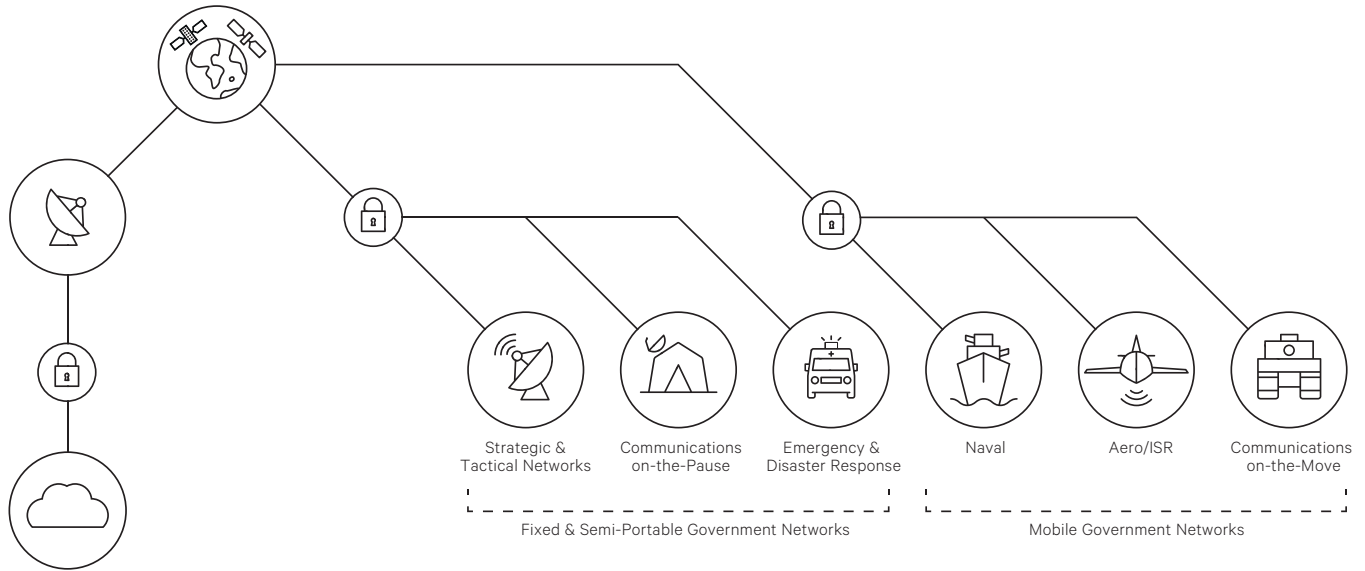 Strategic &
Tactical Networks
Communications
on-the-Pause
Emergency &
Disaster Response
Naval
Aero/ISR
Communications
on-the-Move
Fixed & Semi-Portable Government Networks
Mobile Government Networks